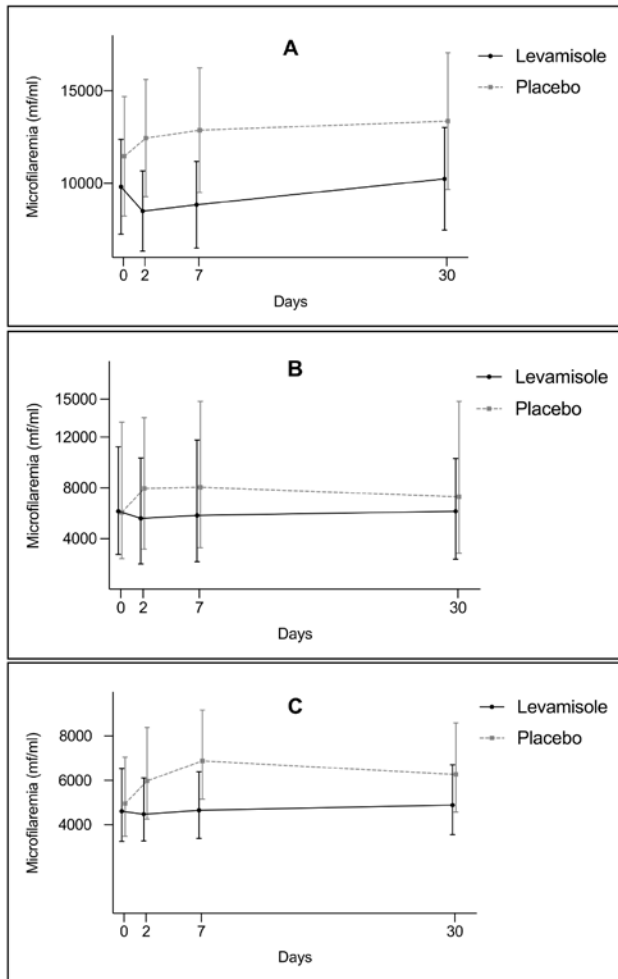 A
Levamisole
Placebo
Microfilaremia (mf/ml)
15000
10000
0 2 7 30
Days
B
Levamisole
Placebo
Microfilaremia (mf/ml)
15000
12000
8000
4000
0 2 7 30
Days
C
Levamisole
Placebo
Microfilaremia (mf/ml)
8000
6000
4000
0 2 7 30
Days